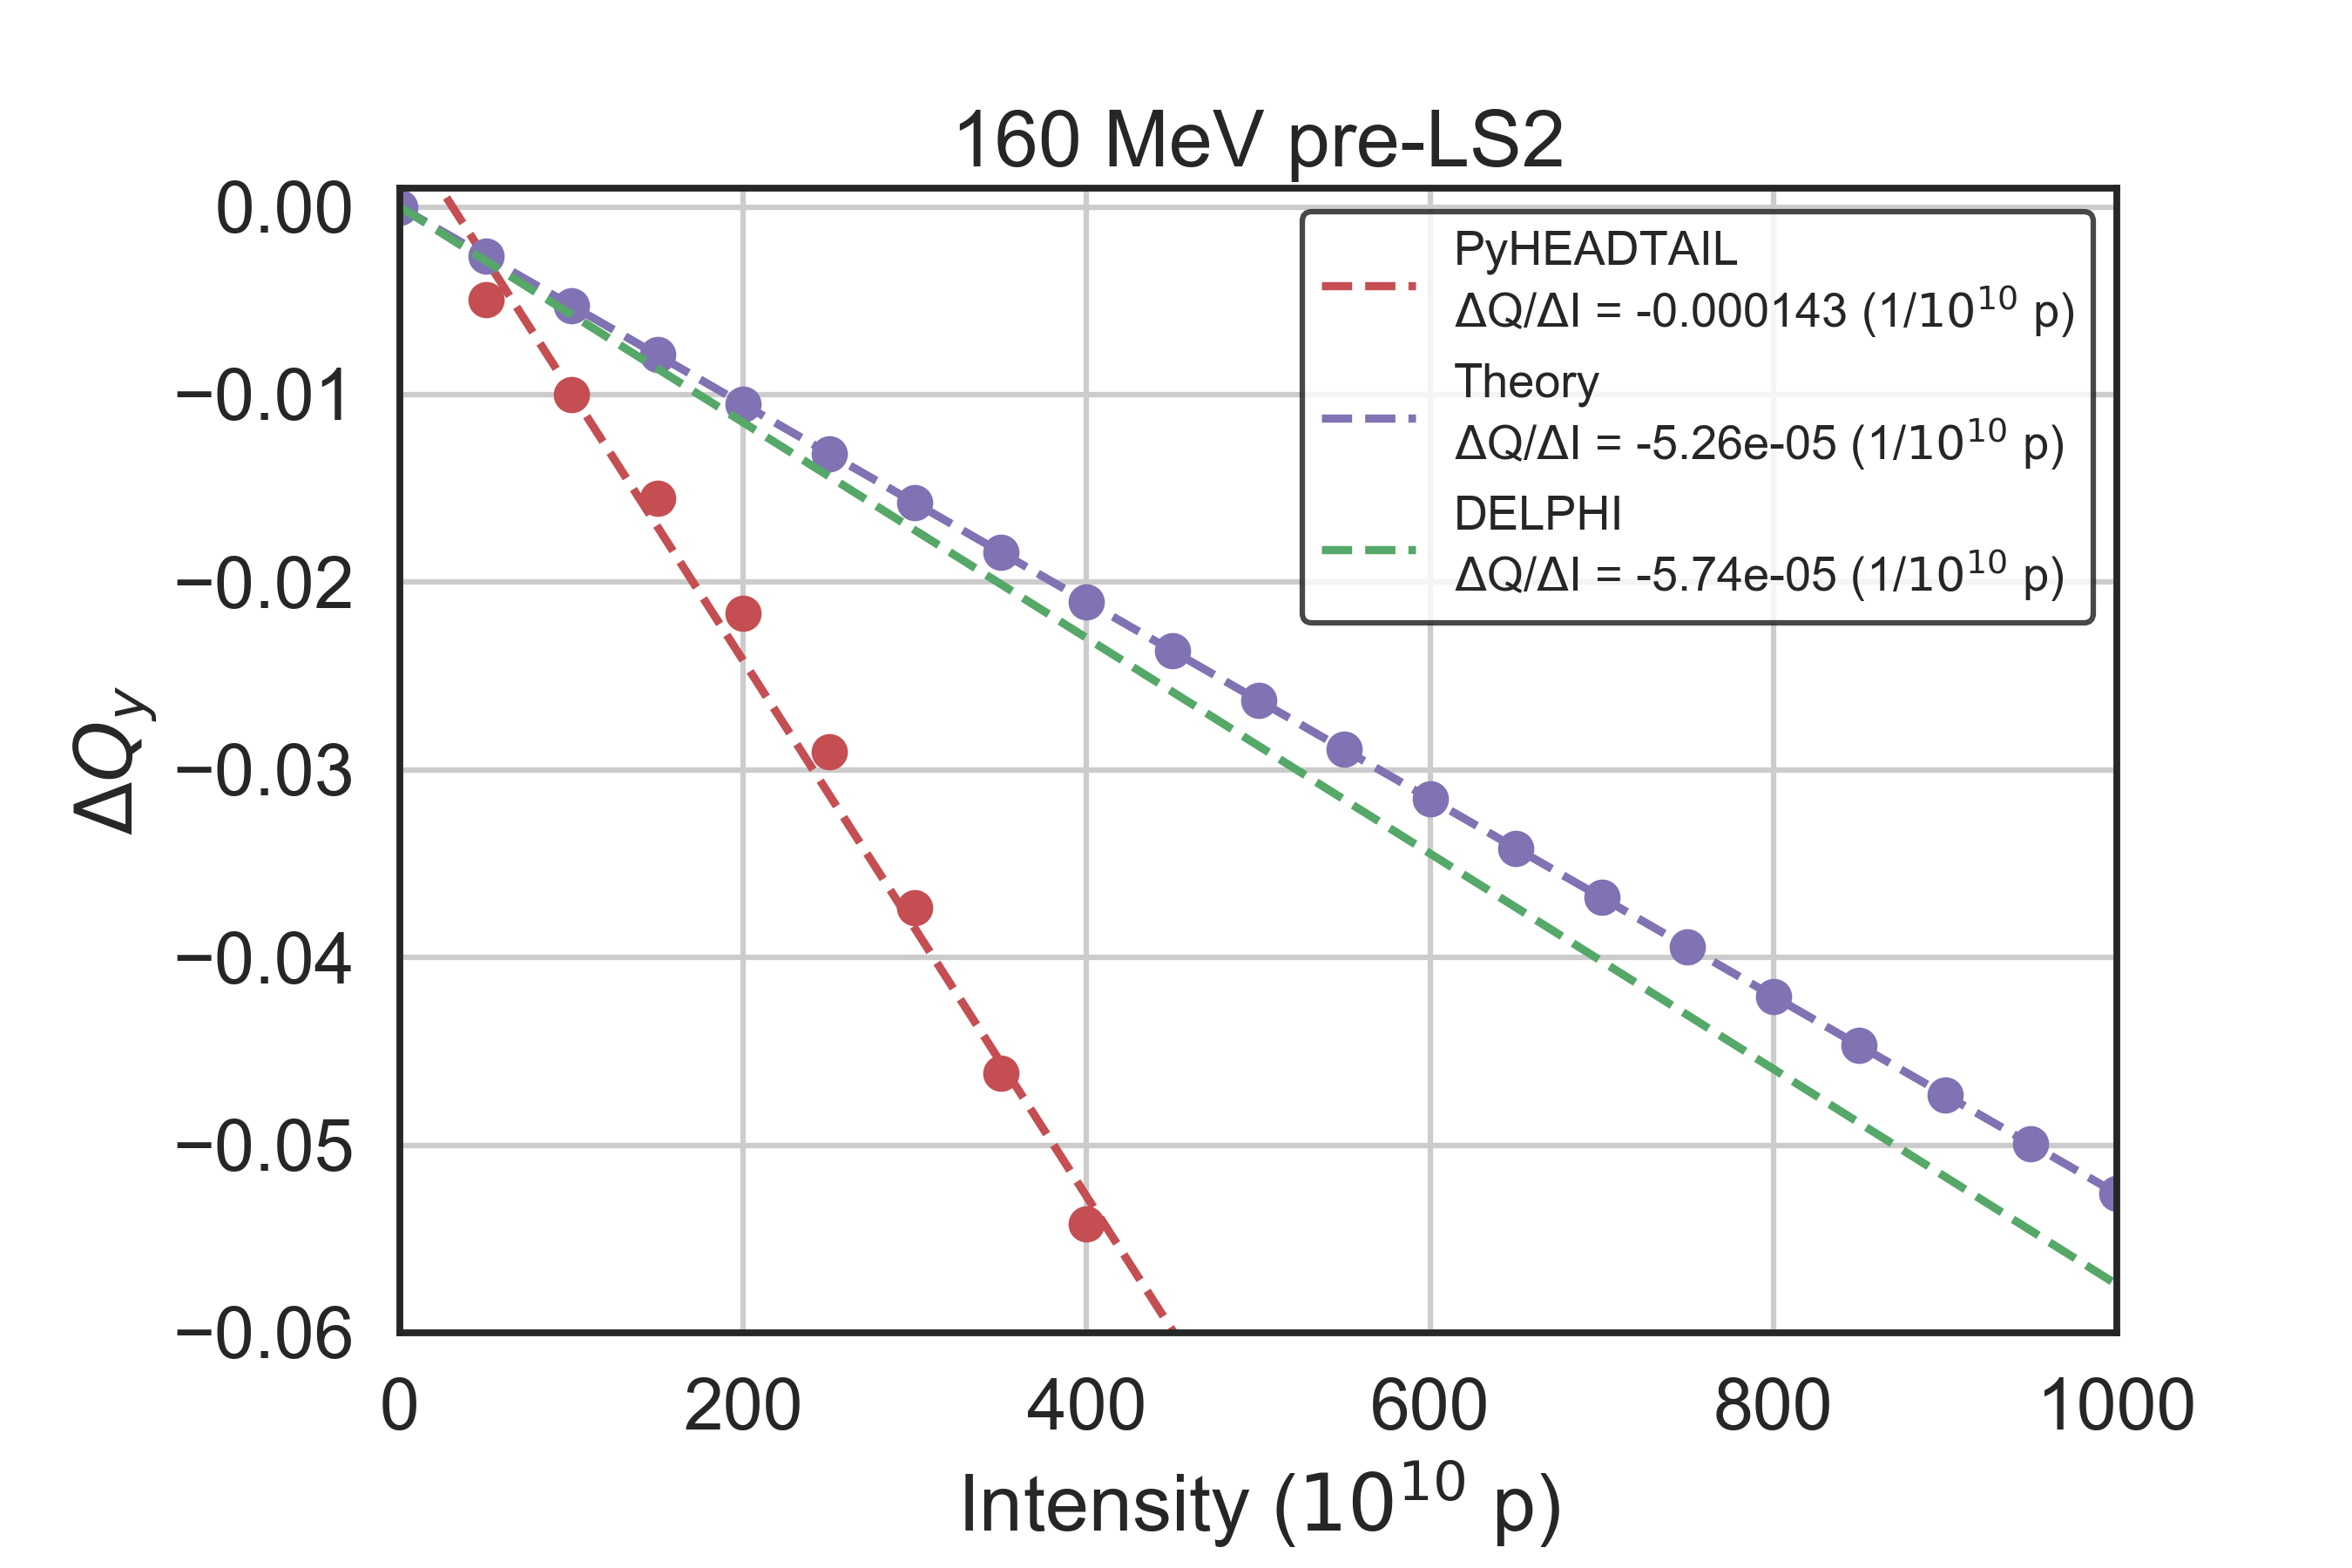 160 MeV pre-LS2
0.00
−0.01
−0.02
−0.03
−0.04
−0.05
−0.06
ΔQ_y
PyHEADTAIL
ΔQ/ΔI = -0.000143 (1/10¹⁰ p)
Theory
ΔQ/ΔI = -5.26e-05 (1/10¹⁰ p)
DELPHI
ΔQ/ΔI = -5.74e-05 (1/10¹⁰ p)
0 200 400 600 800 1000
Intensity (10¹⁰ p)